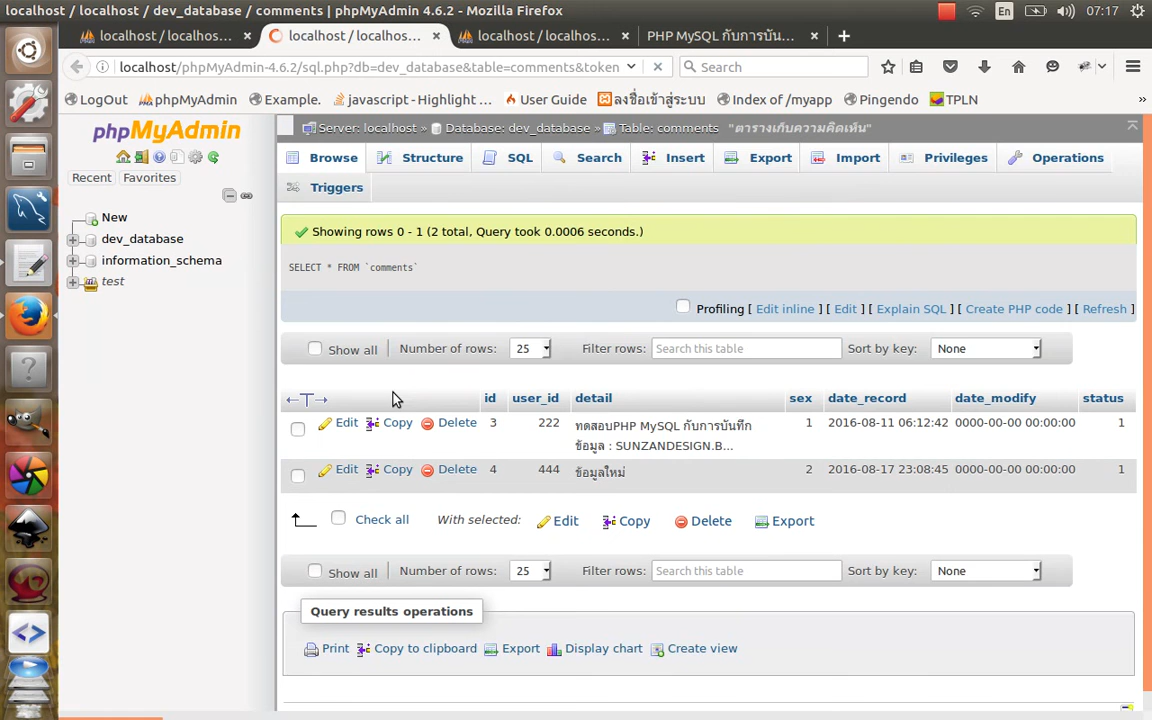 localhost / localhost / dev_database / comments | phpMyAdmin 4.6.2 - Mozilla Firefox
En
07:17
localhost / localhos...
localhost / localhos...
localhost / localhos...
PHP MySQL กับการบัน...
localhost/phpMyAdmin-4.6.2/sql.php?db=dev_database&table=comments&token
Search
LogOut
phpMyAdmin
Example.
javascript - Highlight ...
User Guide
ลงชื่อเข้าสู่ระบบ
Index of /myapp
Pingendo
TPLN
phpMyAdmin
Recent
Favorites
New
dev_database
information_schema
test
Server: localhost » Database: dev_database » Table: comments "ตารางเก็บความคิดเห็น"
Browse
Structure
SQL
Search
Insert
Export
Import
Privileges
Operations
Triggers
Showing rows 0 - 1 (2 total, Query took 0.0006 seconds.)
SELECT * FROM `comments`
Profiling [ Edit inline ] [ Edit ] [ Explain SQL ] [ Create PHP code ] [ Refresh ]
Show all | Number of rows: 25 Filter rows: Search this table Sort by key: None
←T→ id user_id detail sex date_record date_modify status
Edit Copy Delete 3 222 ทดสอบPHP MySQL กับการบันทึก 1 2016-08-11 06:12:42 0000-00-00 00:00:00 1
ข้อมูล : SUNZANDESIGN.B...
Edit Copy Delete 4 444 ข้อมูลใหม่ 2 2016-08-17 23:08:45 0000-00-00 00:00:00 1
Check all With selected: Edit Copy Delete Export
Show all | Number of rows: 25 Filter rows: Search this table Sort by key: None
Query results operations
Print Copy to clipboard Export Display chart Create view